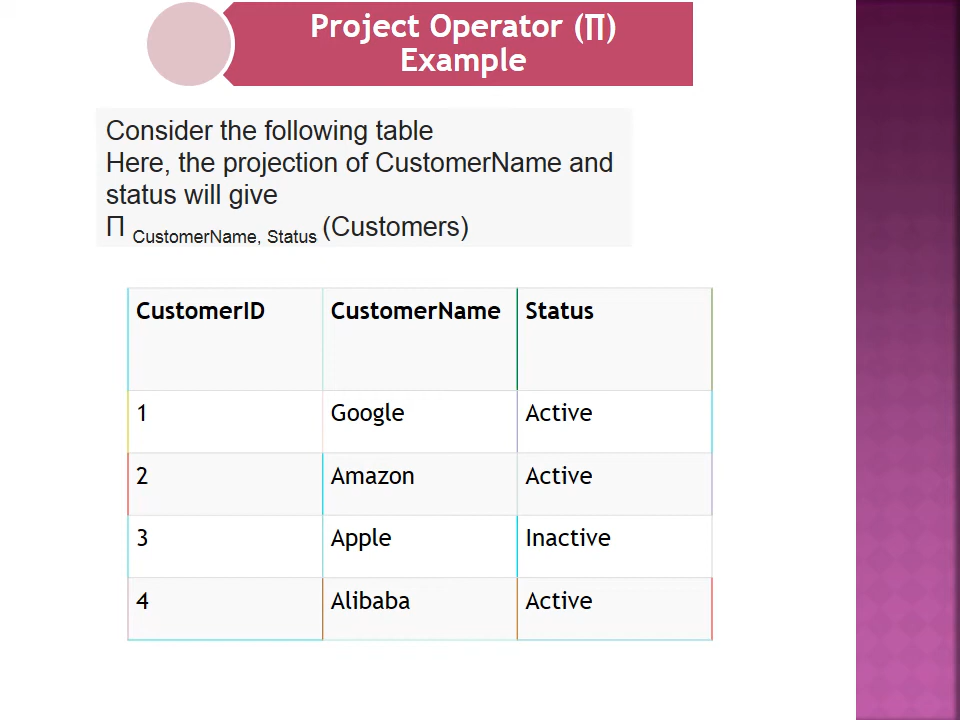 Project Operator (∏)
Example
Consider the following table
Here, the projection of CustomerName and
status will give
Π CustomerName, Status (Customers)
CustomerID CustomerName Status
1 Google Active
2 Amazon Active
3 Apple Inactive
4 Alibaba Active